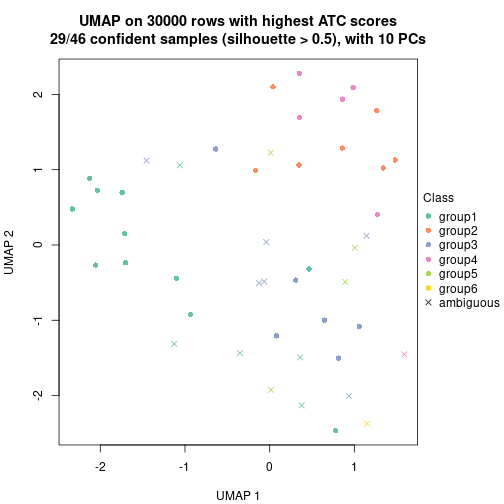 UMAP on 30000 rows with highest ATC scores
29/46 confident samples (silhouette > 0.5), with 10 PCs
UMAP 2
2
1
0
-1
-2
-2
-1
0
1
UMAP 1
Class
group1
group2
group3
group4
group5
group6
ambiguous